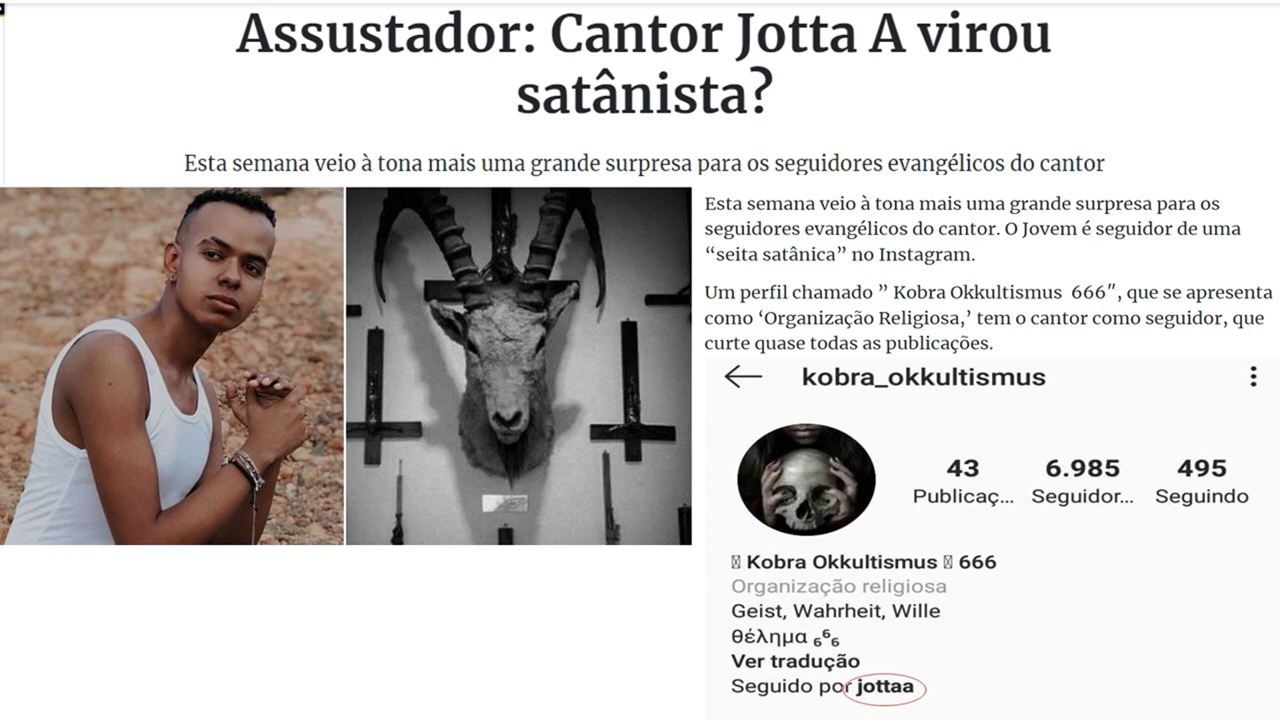 Assustador: Cantor Jotta A virou
satânista?
Esta semana veio à tona mais uma grande surpresa para os seguidores evangélicos do cantor
Esta semana veio à tona mais uma grande surpresa para os
seguidores evangélicos do cantor. O Jovem é seguidor de uma
“seita satânica” no Instagram.
Um perfil chamado ” Kobra Okkultismus 666″, que se apresenta
como ‘Organização Religiosa,’ tem o cantor como seguidor, que
curte quase todas as publicações.
kobra_okkultismus
43 6.985 495
Publicaç... Seguidor... Seguindo
Kobra Okkultismus 666
Organização religiosa
Geist, Wahrheit, Wille
θέλημα ₆⁶₆
Ver tradução
Seguido por jottaa